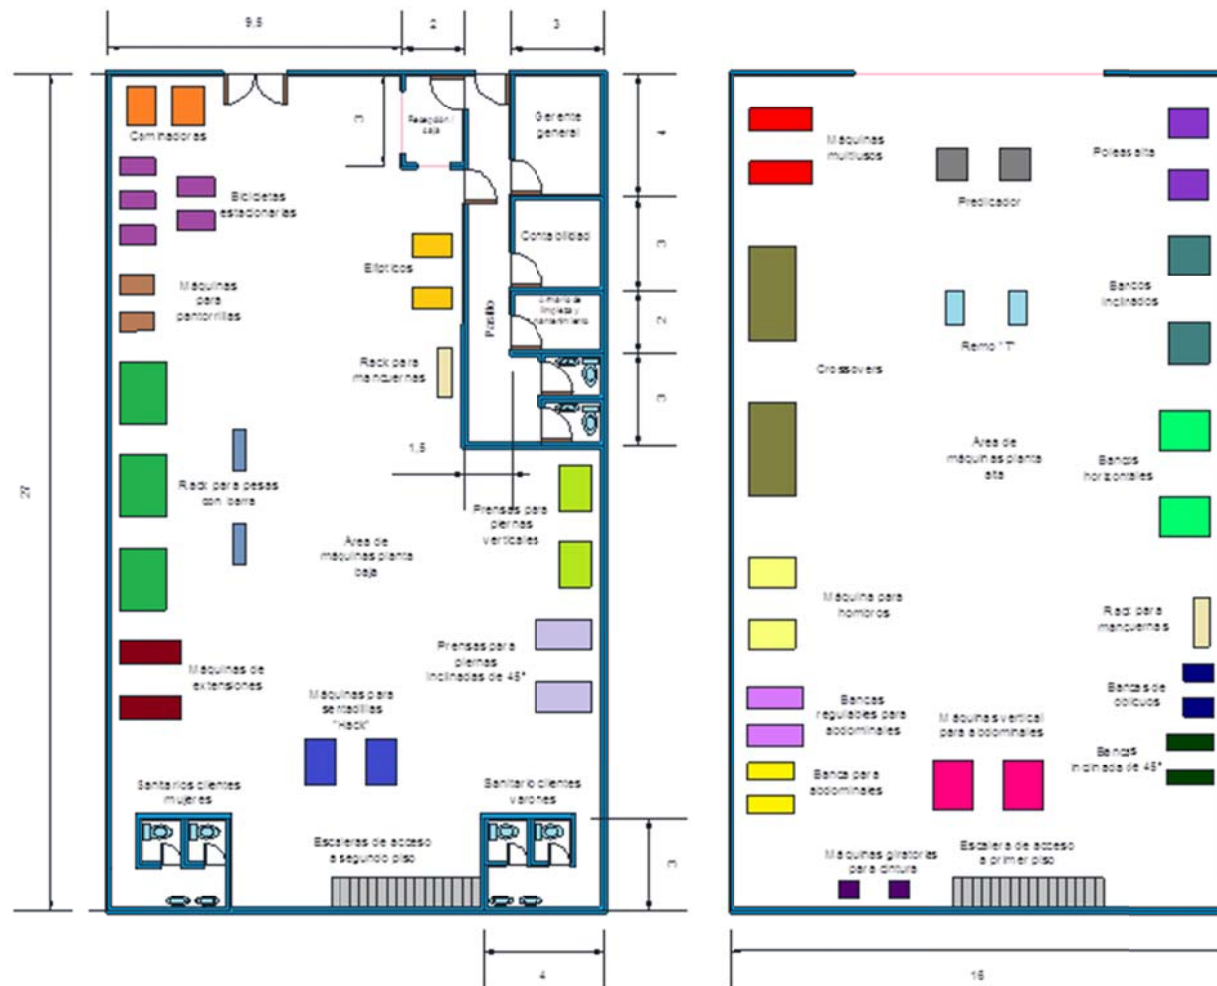 9,5
2
3
27
3
4
3
2
3
1,5
3
4
16
Caminadoras
Recepción /
caja
Gerente
general
Bicicletas
estacionarias
Contabilidad
Elípticos
Máquinas
para
pantorrillas
limpieza y
mantenimiento
Pasillo
Rack para
mancuernas
Rack para pesas
con barra
Prensas para
piernas
verticales
Área de
máquinas planta
baja
Máquinas de
extensiones
Prensas para
piernas
inclinadas de 45°
Máquinas para
sentadillas
"Hack"
Sanitarios clientes
mujeres
Sanitario clientes
varones
Escaleras de acceso
a segundo piso
Máquinas
multiusos
Poleas alta
Predicador
Bancos
inclinados
Remo "T"
Crossovers
Área de
máquinas planta
alta
Bancos
horizontales
Máquina para
hombros
Rack para
mancuernas
Bancas
regulables para
abdominales
Máquinas vertical
para abdominales
Bancas de
oblicuos
Banca para
abdominales
Bancas
inclinada de 45°
Máquinas giratorias
para cintura
Escalera de acceso
a primer piso